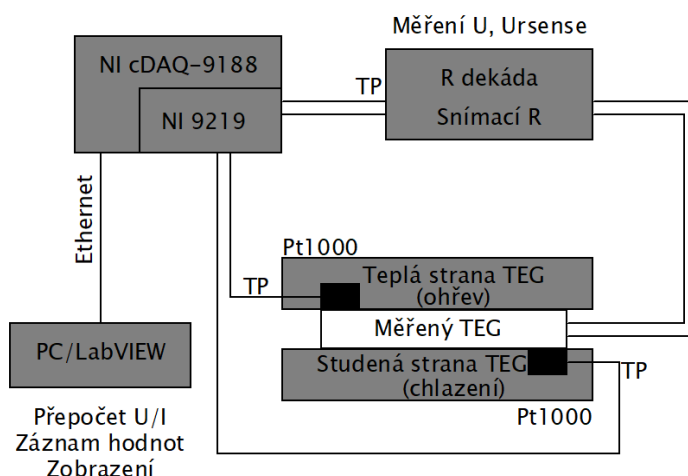 Měření U, Ursense
NI cDAQ-9188
NI 9219
TP
R dekáda
Snímací R
Ethernet
Pt1000
Teplá strana TEG
(ohřev)
TP
Měřený TEG
PC/LabVIEW
Studená strana TEG
(chlazení)
TP
Pt1000
Přepočet U/I
Záznam hodnot
Zobrazení